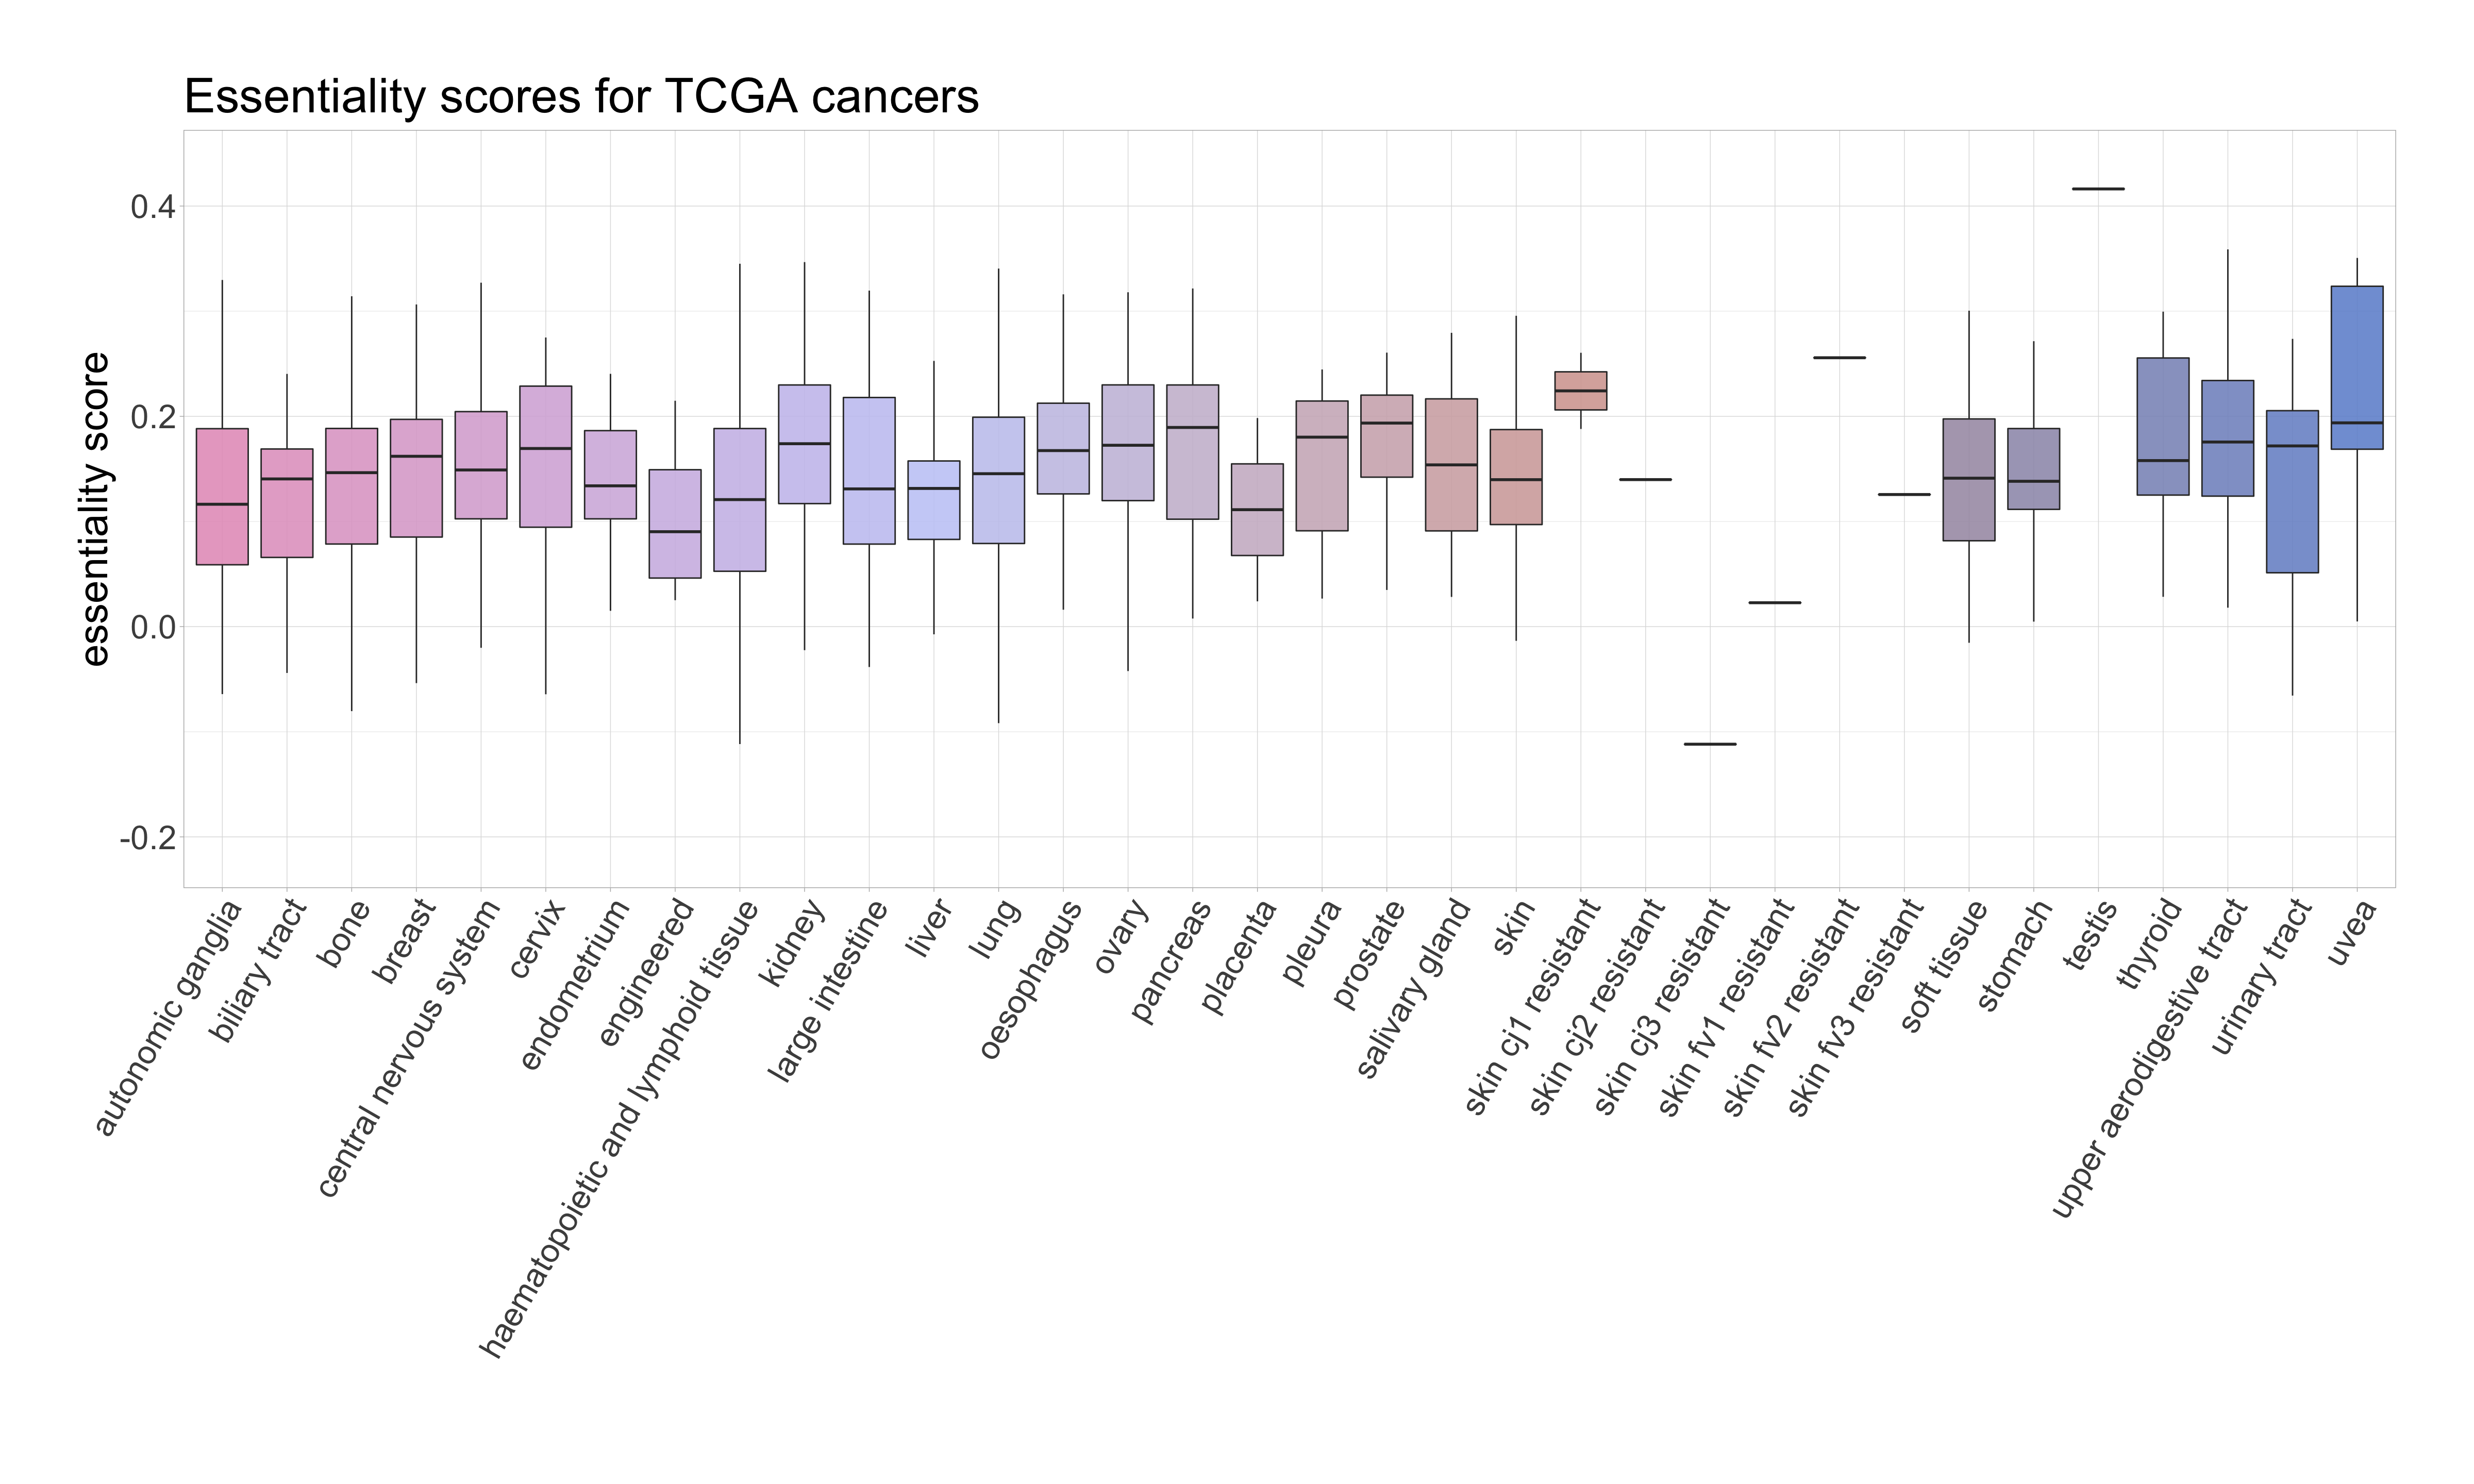 Essentiality scores for TCGA cancers
essentiality score
0.4
0.2
0.0
-0.2
autonomic ganglia
biliary tract
bone
breast
central nervous system
cervix
endometrium
engineered
haematopoietic and lymphoid tissue
kidney
large intestine
liver
lung
oesophagus
ovary
pancreas
placenta
pleura
prostate
salivary gland
skin
skin cj1 resistant
skin cj2 resistant
skin cj3 resistant
skin fv1 resistant
skin fv2 resistant
skin fv3 resistant
soft tissue
stomach
testis
thyroid
upper aerodigestive tract
urinary tract
uvea